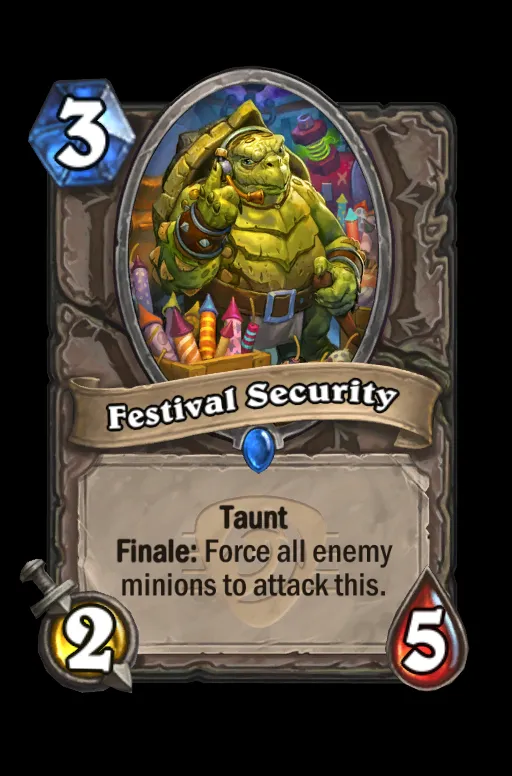 3
Festival Security
Taunt
Finale: Force all enemy
minions to attack this.
2
5